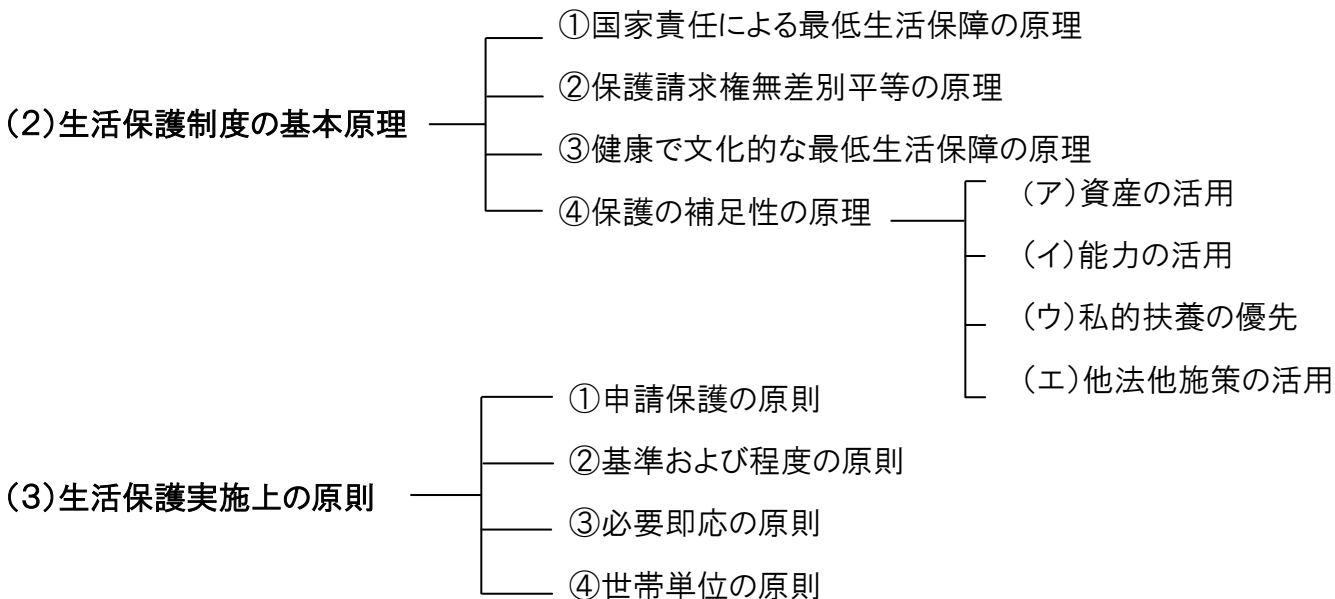 (2)生活保護制度の基本原理
①国家責任による最低生活保障の原理
②保護請求権無差別平等の原理
③健康で文化的な最低生活保障の原理
④保護の補足性の原理
(ア)資産の活用
(イ)能力の活用
(ウ)私的扶養の優先
(エ)他法他施策の活用
(3)生活保護実施上の原則
①申請保護の原則
②基準および程度の原則
③必要即応の原則
④世帯単位の原則